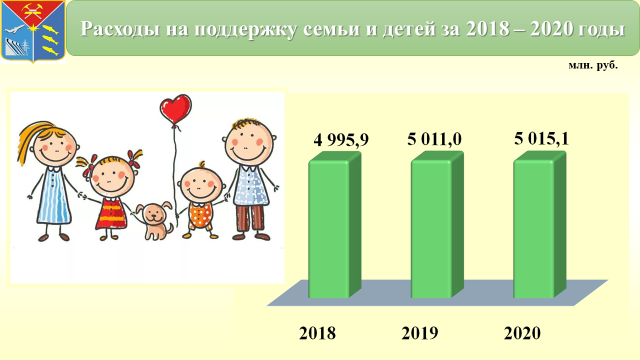 Расходы на поддержку семьи и детей за 2018 – 2020 годы
млн. руб.
4 995,9 5 011,0 5 015,1
2018 2019 2020